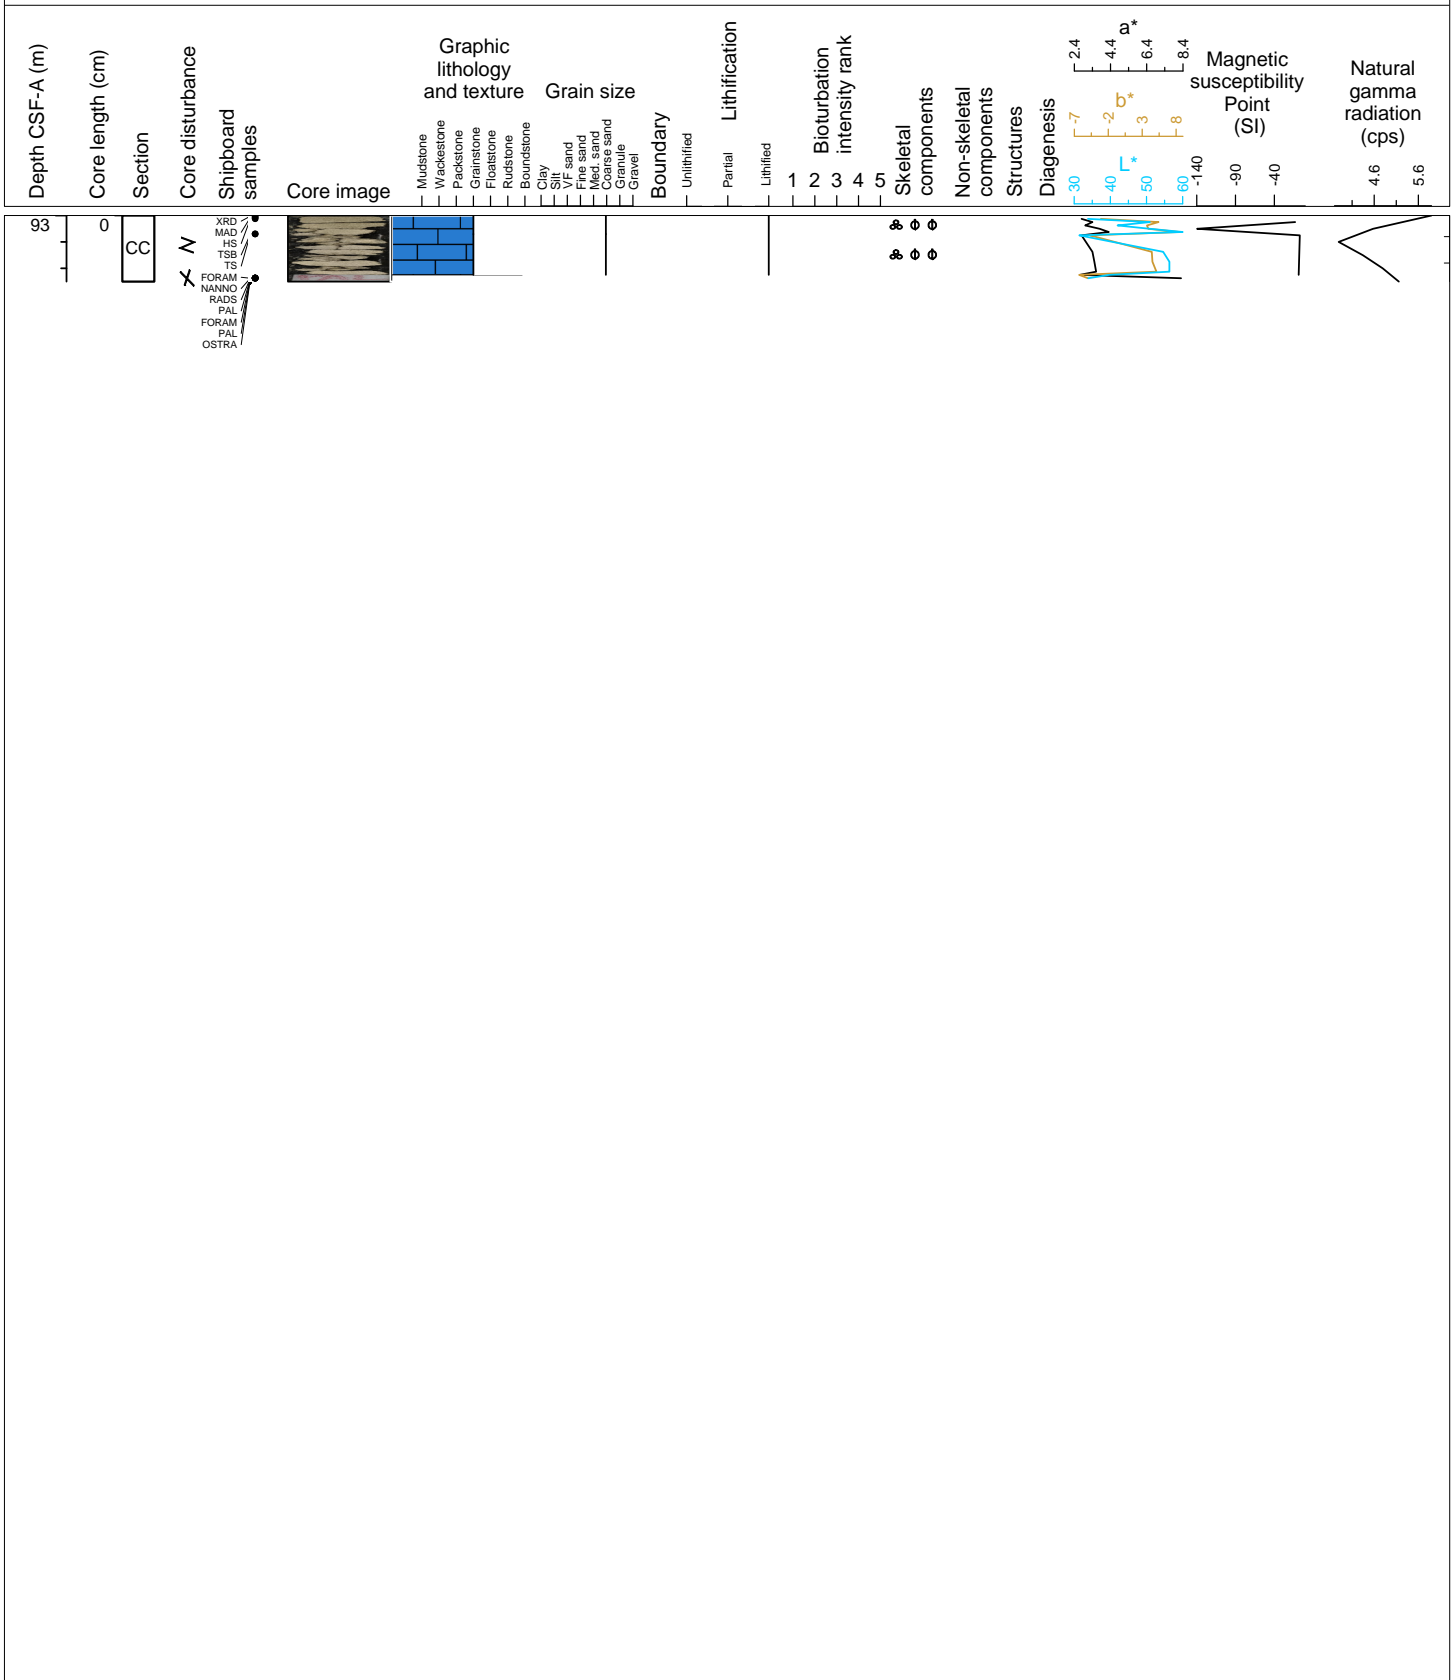 Depth CSF-A (m)
Core length (cm)
Section
Core disturbance
Shipboard
samples
Core image
Graphic
lithology
and texture
Mudstone
Wackestone
Packstone
Grainstone
Floatstone
Rudstone
Boundstone
Grain size
Clay
Silt
VF sand
Fine sand
Med. sand
Coarse sand
Granule
Gravel
Boundary
Lithification
Unlithified
Partial
Lithified
Bioturbation
intensity rank
1 2 3 4 5
Skeletal
components
Non-skeletal
components
Structures
Diagenesis
a*
2.4 4.4 6.4 8.4
b*
-7 -2 3 8
L*
30 40 50 60
Magnetic
susceptibility
Point
(SI)
-140 -90 -40
Natural
gamma
radiation
(cps)
4.6 5.6
93
0
CC
XRD
MAD
HS
TSB
TS
FORAM
NANNO
RADS
PAL
FORAM
PAL
OSTRA